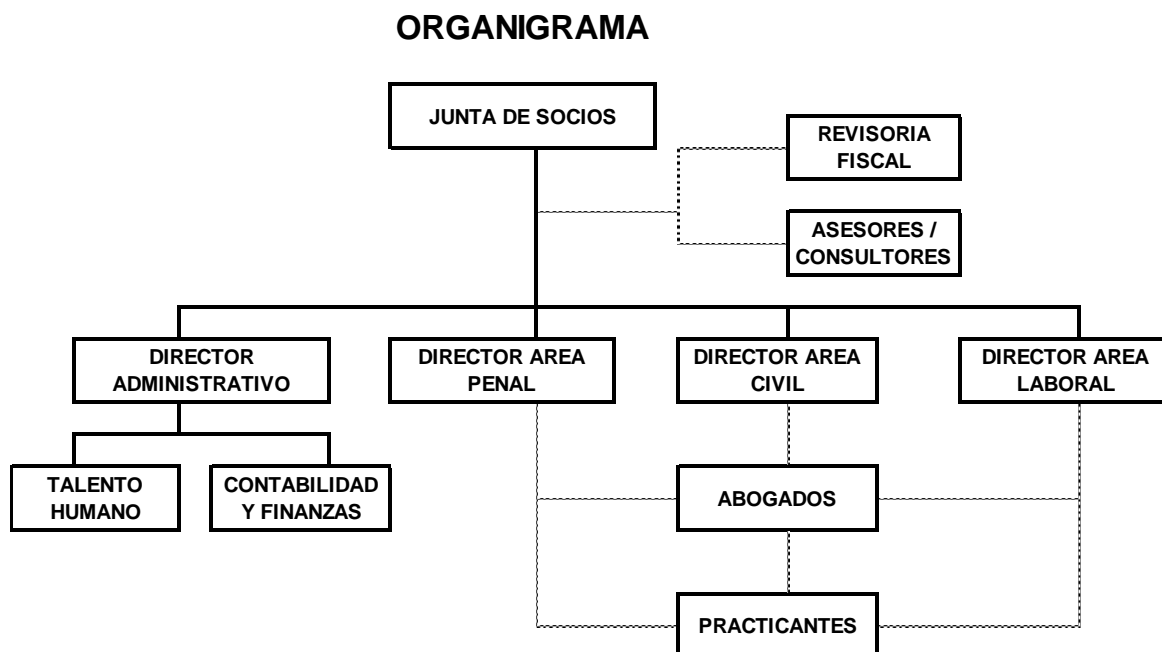 ORGANIGRAMA
JUNTA DE SOCIOS
REVISORIA
FISCAL
ASESORES /
CONSULTORES
DIRECTOR
ADMINISTRATIVO
DIRECTOR AREA
PENAL
DIRECTOR AREA
CIVIL
DIRECTOR AREA
LABORAL
TALENTO
HUMANO
CONTABILIDAD
Y FINANZAS
ABOGADOS
PRACTICANTES